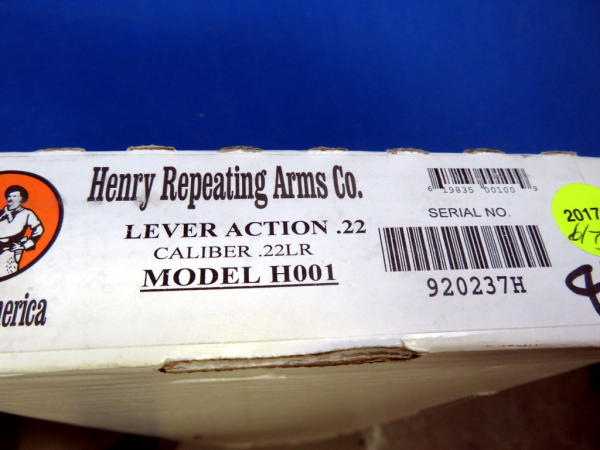 Henry Repeating Arms Co.
LEVER ACTION .22
CALIBER .22LR
MODEL H001
6 19835 00100 9
SERIAL NO.
920237H
2017
erica